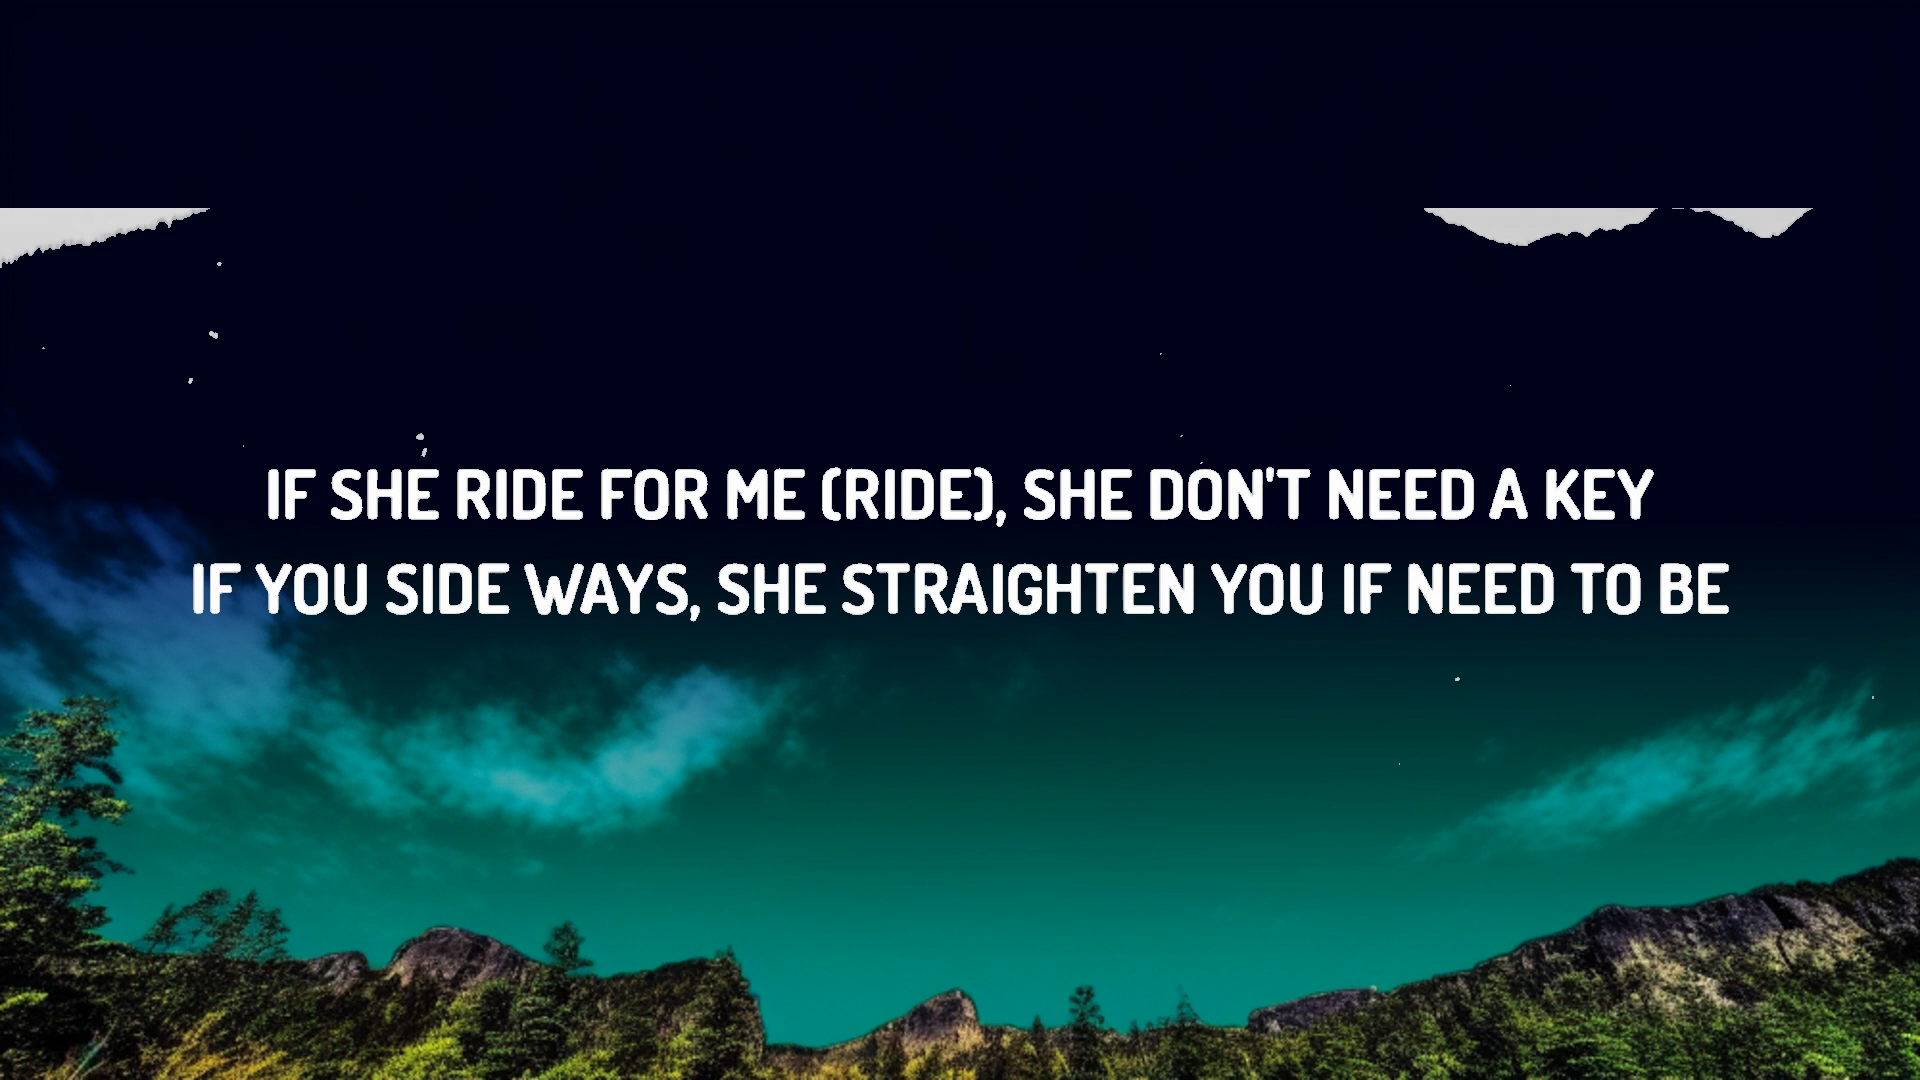 IF SHE RIDE FOR ME (RIDE), SHE DON'T NEED A KEY
IF YOU SIDE WAYS, SHE STRAIGHTEN YOU IF NEED TO BE